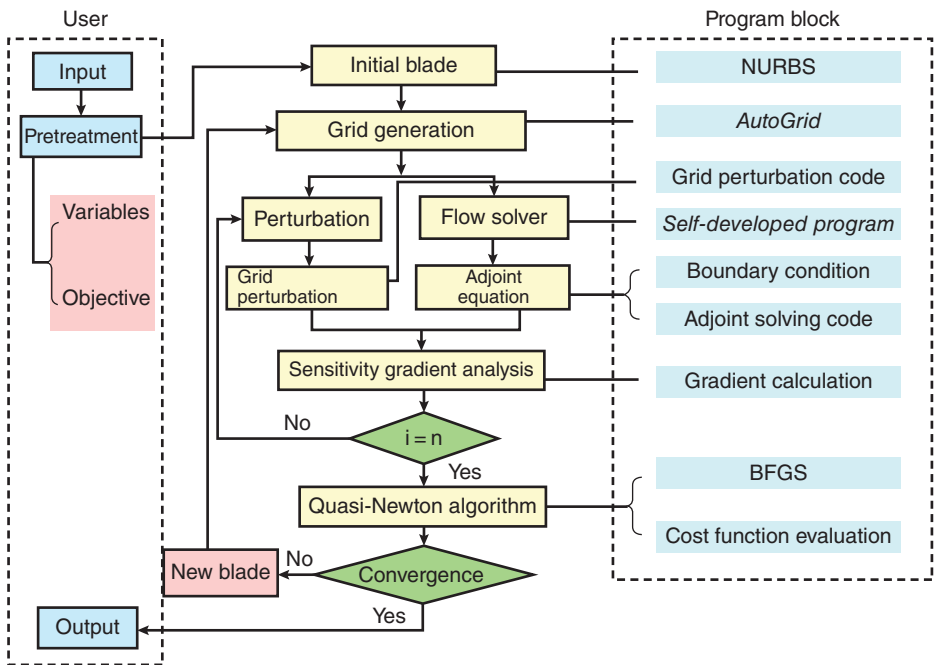 User
Program block
Input
Initial blade
NURBS
Pretreatment
Grid generation
AutoGrid
Grid perturbation code
Variables
Perturbation
Flow solver
Self-developed program
Grid
perturbation
Adjoint
equation
Boundary condition
Objective
Adjoint solving code
Sensitivity gradient analysis
Gradient calculation
No
i = n
Yes
BFGS
Quasi-Newton algorithm
Cost function evaluation
New blade
No
Convergence
Yes
Output